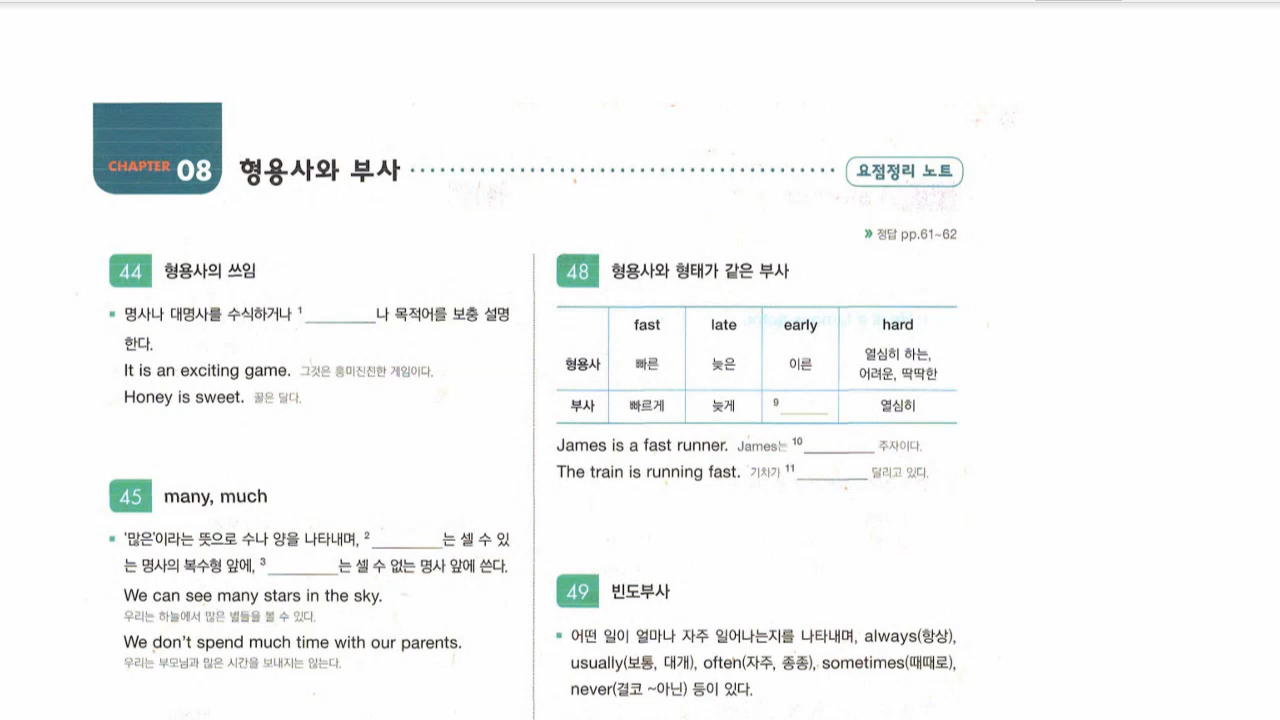 CHAPTER 08 형용사와 부사
요점정리 노트
» 정답 pp.61~62
44 형용사의 쓰임
▪ 명사나 대명사를 수식하거나 1 ________나 목적어를 보충 설명
한다.
It is an exciting game. 그것은 흥미진진한 게임이다.
Honey is sweet. 꿀은 달다.
45 many, much
▪ '많은'이라는 뜻으로 수나 양을 나타내며, 2 ________는 셀 수 있
는 명사의 복수형 앞에, 3 ________는 셀 수 없는 명사 앞에 쓴다.
We can see many stars in the sky.
우리는 하늘에서 많은 별들을 볼 수 있다.
We don't spend much time with our parents.
우리는 부모님과 많은 시간을 보내지는 않는다.
48 형용사와 형태가 같은 부사
fast late early hard
형용사 빠른 늦은 이른 열심히 하는,
어려운, 딱딱한
부사 빠르게 늦게 9 ______ 열심히
James is a fast runner. James는 10 ________ 주자이다.
The train is running fast. 기차가 11 ________ 달리고 있다.
49 빈도부사
▪ 어떤 일이 얼마나 자주 일어나는지를 나타내며, always(항상),
usually(보통, 대개), often(자주, 종종), sometimes(때때로),
never(결코 ~아닌) 등이 있다.